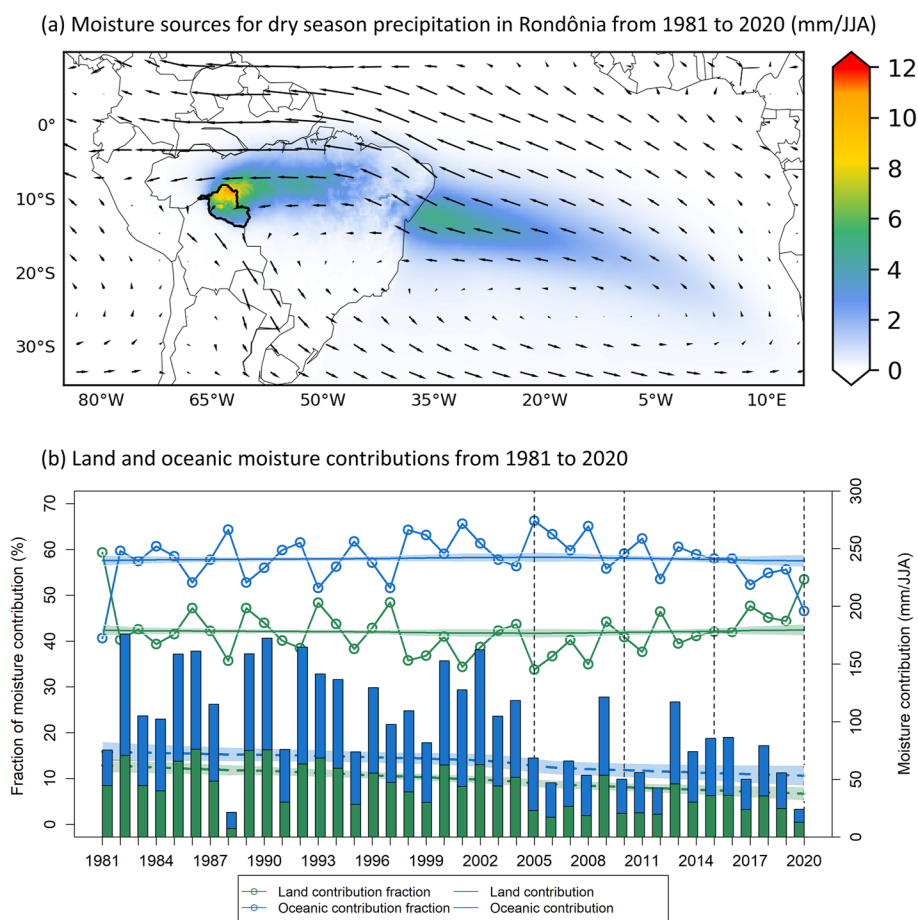 (a) Moisture sources for dry season precipitation in Rondônia from 1981 to 2020 (mm/JJA)
12
10
8
6
4
2
0
0°
10°S
20°S
30°S
80°W 65°W 50°W 35°W 20°W 5°W 10°E
(b) Land and oceanic moisture contributions from 1981 to 2020
Fraction of moisture contribution (%)
70
60
50
40
30
20
10
0
300
250
200
150
100
50
0
Moisture contribution (mm/JJA)
1981 1984 1987 1990 1993 1996 1999 2002 2005 2008 2011 2014 2017 2020
Land contribution fraction Land contribution
Oceanic contribution fraction Oceanic contribution